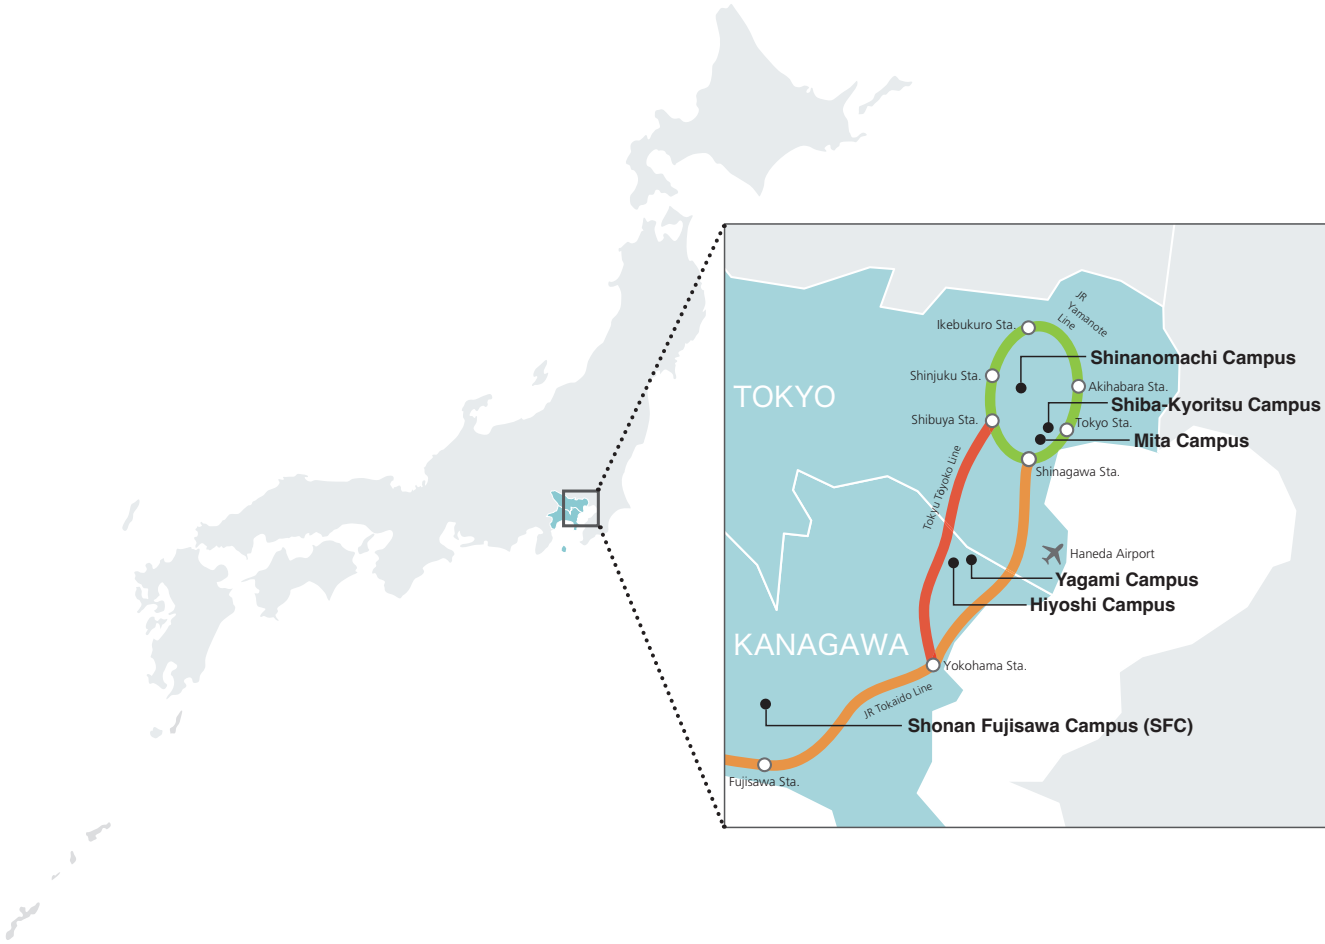 JR
Yamanote
Line
Ikebukuro Sta.
Shinanomachi Campus
Shinjuku Sta.
Akihabara Sta.
TOKYO
Shiba-Kyoritsu Campus
Shibuya Sta.
Tokyo Sta.
Mita Campus
Shinagawa Sta.
Tokyu Toyoko Line
Haneda Airport
Yagami Campus
Hiyoshi Campus
KANAGAWA
Yokohama Sta.
JR Tokaido Line
Shonan Fujisawa Campus (SFC)
Fujisawa Sta.